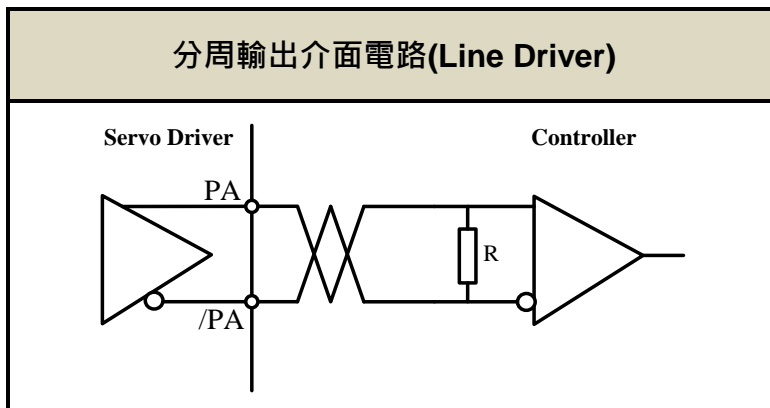 分周輸出介面電路(Line Driver)
Servo Driver
Controller
PA
R
/PA